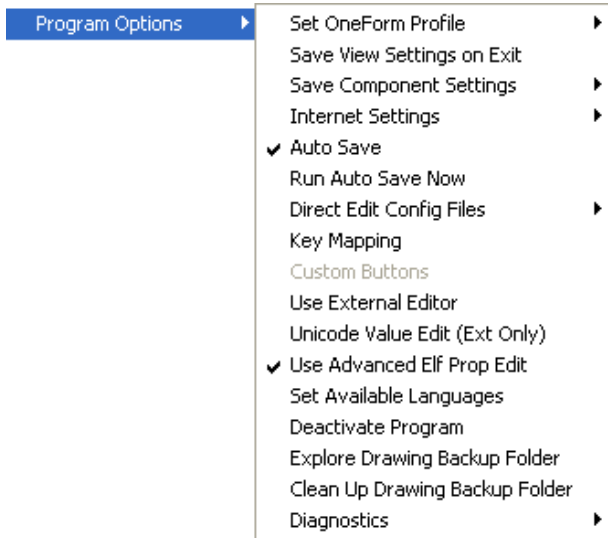 Program Options
Set OneForm Profile
Save View Settings on Exit
Save Component Settings
Internet Settings
Auto Save
Run Auto Save Now
Direct Edit Config Files
Key Mapping
Custom Buttons
Use External Editor
Unicode Value Edit (Ext Only)
Use Advanced Elf Prop Edit
Set Available Languages
Deactivate Program
Explore Drawing Backup Folder
Clean Up Drawing Backup Folder
Diagnostics